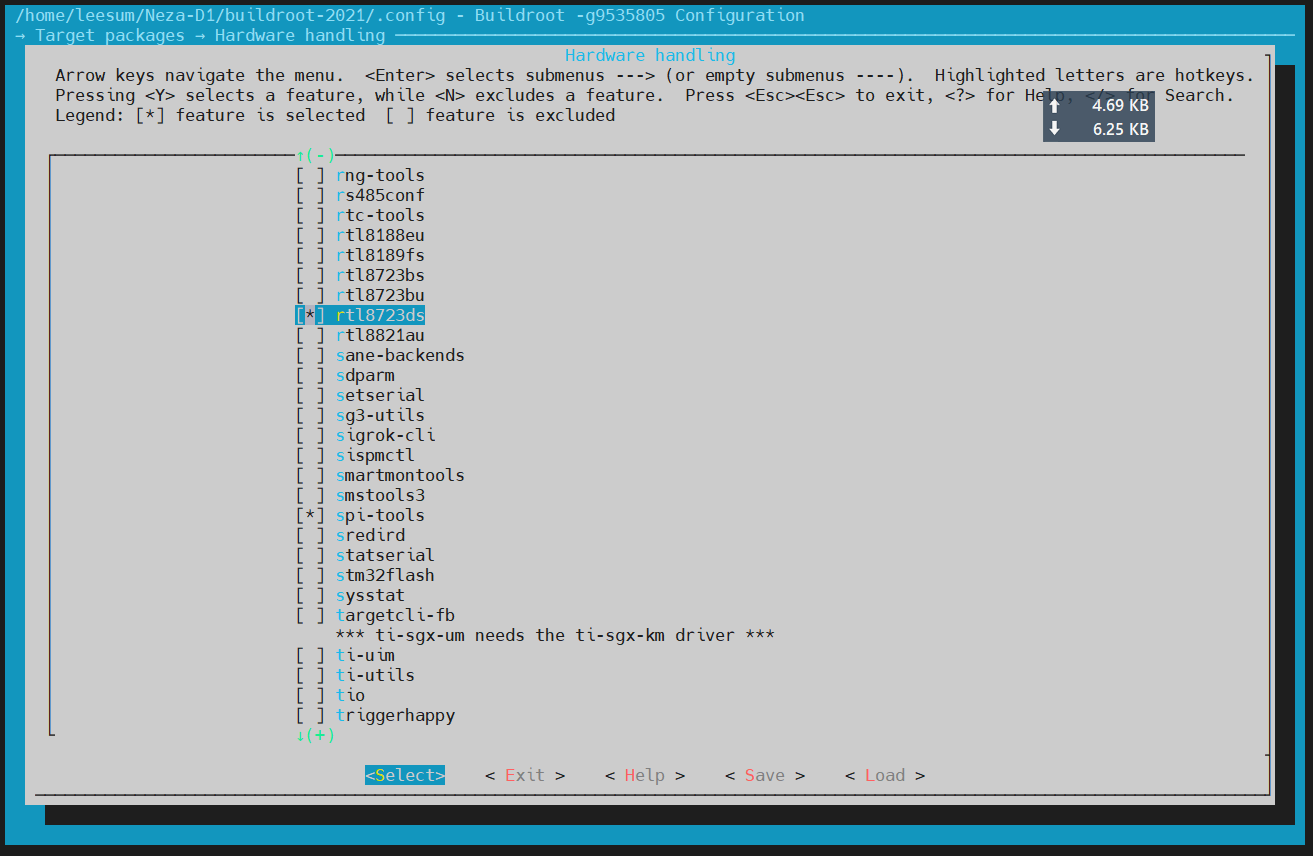 /home/leesum/Neza-D1/buildroot-2021/.config - Buildroot -g9535805 Configuration
→ Target packages → Hardware handling
Hardware handling
Arrow keys navigate the menu.  <Enter> selects submenus ---> (or empty submenus ----).  Highlighted letters are hotkeys.
Pressing <Y> selects a feature, while <N> excludes a feature.  Press <Esc><Esc> to exit, <?> for Help, </> for Search.
Legend: [*] feature is selected  [ ] feature is excluded
↑ 4.69 KB
↓ 6.25 KB
↑(-)
[ ] rng-tools
[ ] rs485conf
[ ] rtc-tools
[ ] rtl8188eu
[ ] rtl8189fs
[ ] rtl8723bs
[ ] rtl8723bu
[*] rtl8723ds
[ ] rtl8821au
[ ] sane-backends
[ ] sdparm
[ ] setserial
[ ] sg3-utils
[ ] sigrok-cli
[ ] sispmctl
[ ] smartmontools
[ ] smstools3
[*] spi-tools
[ ] sredird
[ ] statserial
[ ] stm32flash
[ ] sysstat
[ ] targetcli-fb
*** ti-sgx-um needs the ti-sgx-km driver ***
[ ] ti-uim
[ ] ti-utils
[ ] tio
[ ] triggerhappy
↓(+)
<Select>    < Exit >    < Help >    < Save >    < Load >